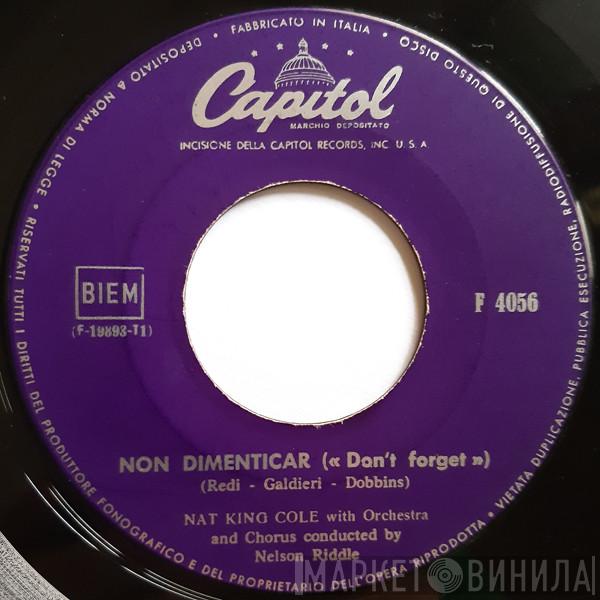 DEPOSITATO A NORMA DI LEGGE • FABBRICATO IN ITALIA • RISERVATI TUTTI I DIRITTI DEL PRODUTTORE FONOGRAFICO E DEL PROPRIETARIO DELL'OPERA RIPRODOTTA • VIETATA DUPLICAZIONE, PUBBLICA ESECUZIONE, RADIODIFFUSIONE DI QUESTO DISCO
Capitol
MARCHIO DEPOSITATO
INCISIONE DELLA CAPITOL RECORDS, INC U.S.A
BIEM
F 4056
(F-19893-T1)
NON DIMENTICAR (« Don't forget »)
(Redi - Galdieri - Dobbins)
NAT KING COLE with Orchestra
and Chorus conducted by
Nelson Riddle
МАРКЕТ ВИНИЛА